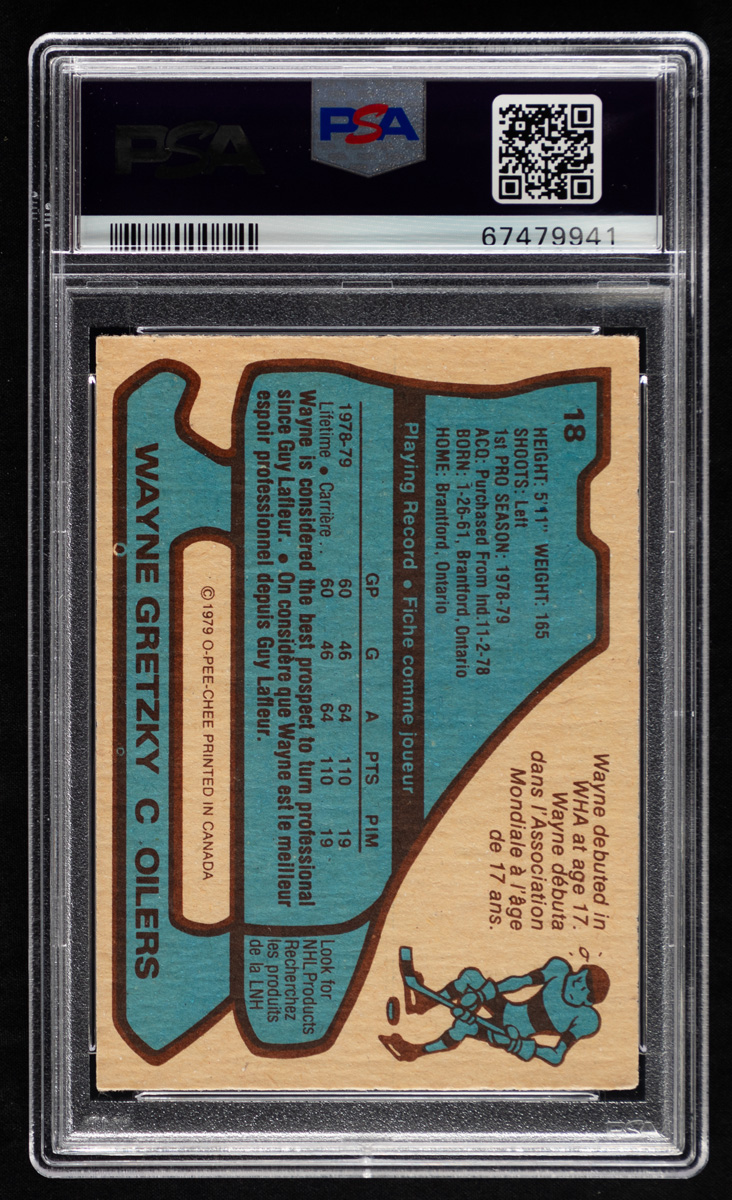 PSA
PSA
67479941
18
HEIGHT: 5'11" WEIGHT: 165
SHOOTS: Left
1st PRO SEASON: 1978-79
ACQ: Purchased From Ind.11-2-78
BORN: 1-26-61, Brantford, Ontario
HOME: Brantford, Ontario
Playing Record • Fiche comme joueur
GP G A PTS PIM
1978-79 60 46 64 110 19
Lifetime • Carrière . . 60 46 64 110 19
Wayne is considered the best prospect to turn professional
since Guy Lafleur. • On considère que Wayne est le meilleur
espoir professionnel depuis Guy Lafleur.
Wayne debuted in
WHA at age 17.
Wayne débuta
dans l'Association
Mondiale à l'âge
de 17 ans.
Look for
NHL Products
Recherchez
les produits
de la LNH
© 1979 O-PEE-CHEE PRINTED IN CANADA
WAYNE GRETZKY C OILERS
PSA